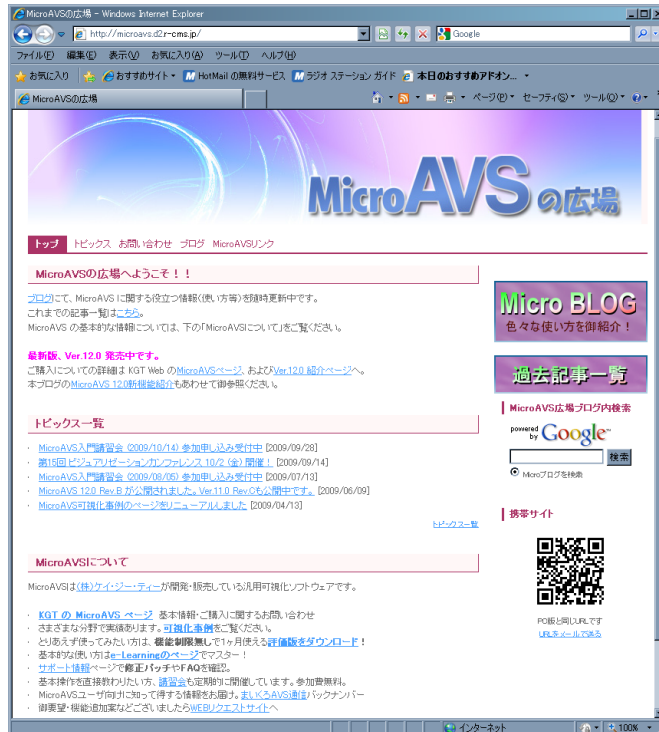 MicroAVSの広場 - Windows Internet Explorer
http://microavs.d2r-cms.jp/
Google
ファイル(F) 編集(E) 表示(V) お気に入り(A) ツール(T) ヘルプ(H)
お気に入り おすすめサイト HotMail の無料サービス ラジオ ステーション ガイド 本日のおすすめアドオン...
MicroAVSの広場
ページ(P) セーフティ(S) ツール(O)
MicroAVSの広場
トップ トピックス お問い合わせ ブログ MicroAVSリンク
MicroAVSの広場へようこそ!!
ブログにて、MicroAVS に関する役立つ情報(使い方等)を随時更新中です。
これまでの記事一覧はこちら。
MicroAVS の基本的な情報については、下の「MicroAVSについて」をご覧ください。
最新版、Ver.12.0 発売中です。
ご購入についての詳細は KGT Web のMicroAVSページ、およびVer.12.0 紹介ページへ。
本ブログのMicroAVS 12.0新機能紹介もあわせて御参照ください。
トピックス一覧
・ MicroAVS入門講習会 (2009/10/14) 参加申し込み受付中 [2009/09/28]
・ 第15回 ビジュアリゼーションカンファレンス 10/2 (金) 開催! [2009/09/14]
・ MicroAVS入門講習会 (2009/08/05) 参加申し込み受付中 [2009/07/13]
・ MicroAVS 12.0 Rev.B が公開されました。Ver.11.0 Rev.Cも公開中です。 [2009/06/09]
・ MicroAVS可視化事例のページをリニューアルしました [2009/04/13]
トピックス一覧
MicroAVSについて
MicroAVSは(株)ケイ・ジー・ティーが開発・販売している汎用可視化ソフトウェアです。
・ KGT の MicroAVS ページ 基本情報・ご購入に関するお問い合わせ
・ さまざまな分野で実績あります。可視化事例をご覧ください。
・ とりあえず使ってみたい方は、機能制限無しで1ヶ月使える評価版をダウンロード!
・ 基本的な使い方はe-Learningのページでマスター!
・ サポート情報ページで修正パッチやFAQを確認。
・ 基本操作を直接教わりたい方、講習会も定期的に開催しています。参加費無料。
・ MicroAVSユーザ向けに知って得する情報をお届け。まいくろAVS通信バックナンバー
・ 御要望・機能追加案などございましたらWEBリクエストサイトへ
Micro BLOG
色々な使い方を御紹介!
過去記事一覧
MicroAVS広場ブログ内検索
powered by Google
検索
Microブログを検索
携帯サイト
PC版と同じURLです
URLをメールで送る
インターネット
100%